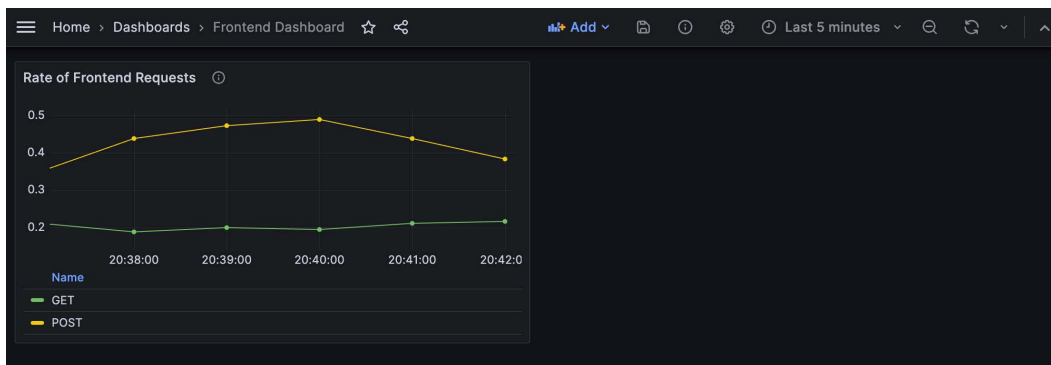 Home › Dashboards › Frontend Dashboard Add Last 5 minutes
Rate of Frontend Requests
0.5
0.4
0.3
0.2
20:38:00 20:39:00 20:40:00 20:41:00 20:42:0
Name
GET
POST